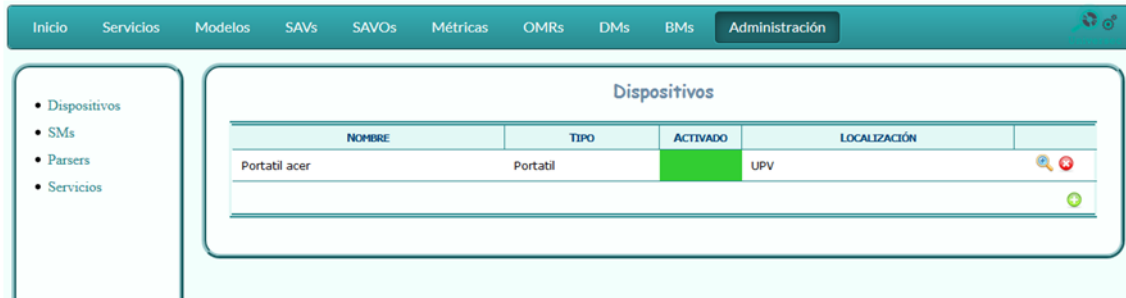 Inicio Servicios Modelos SAVs SAVOs Métricas OMRs DMs BMs Administración
Dispositivos
SMs
Parsers
Servicios
Dispositivos
NOMBRE TIPO ACTIVADO LOCALIZACIÓN
Portatil acer Portatil UPV